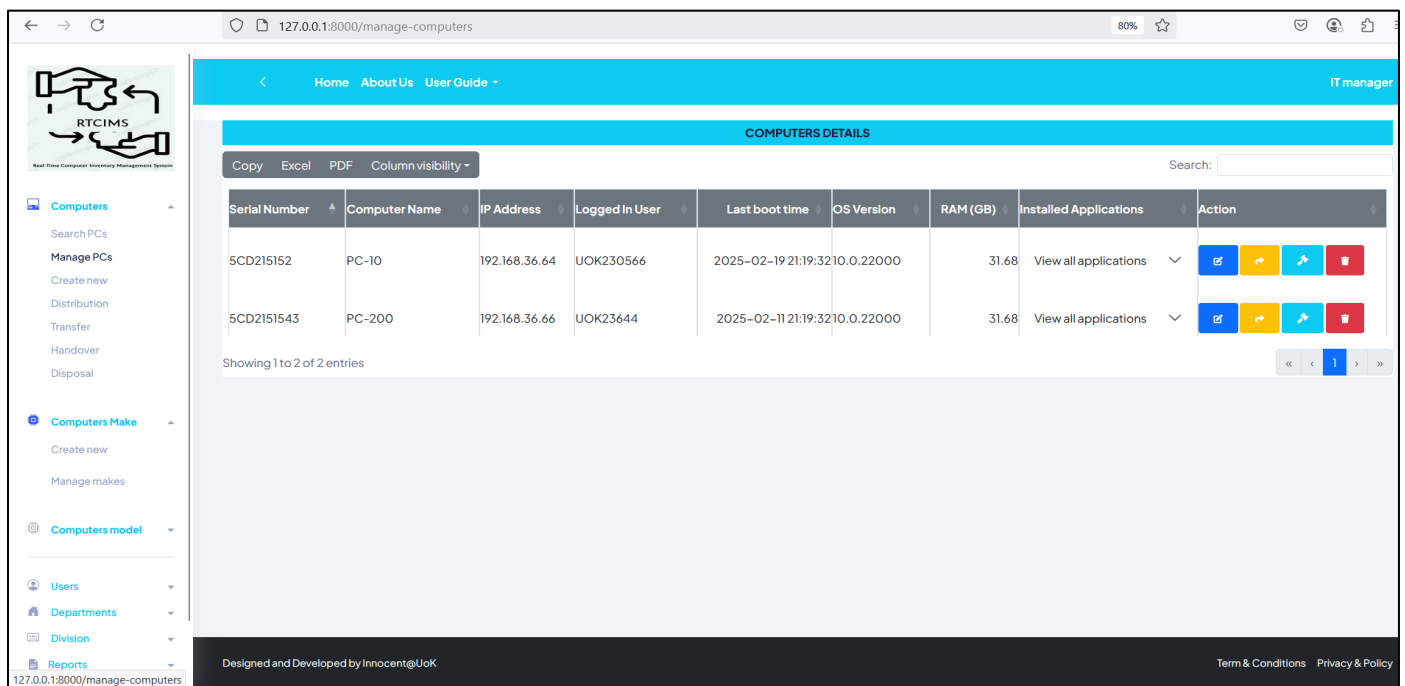 127.0.0.1:8000/manage-computers
80%
RTCIMS
Real-Time Computer Inventory Management System
Home About Us User Guide
IT manager
COMPUTERS DETAILS
Copy Excel PDF Column visibility
Search:
Computers
Search PCs
Manage PCs
Create new
Distribution
Transfer
Handover
Disposal
Computers Make
Create new
Manage makes
Computers model
Users
Departments
Division
Reports
Serial Number Computer Name IP Address Logged In User Last boot time OS Version RAM (GB) Installed Applications Action
5CD215152 PC-10 192.168.36.64 UOK230566 2025-02-19 21:19:32 10.0.22000 31.68 View all applications
5CD2151543 PC-200 192.168.36.66 UOK23644 2025-02-11 21:19:32 10.0.22000 31.68 View all applications
Showing 1 to 2 of 2 entries
« ‹ 1 › »
Designed and Developed by Innocent@UoK
Term & Conditions Privacy & Policy
127.0.0.1:8000/manage-computers